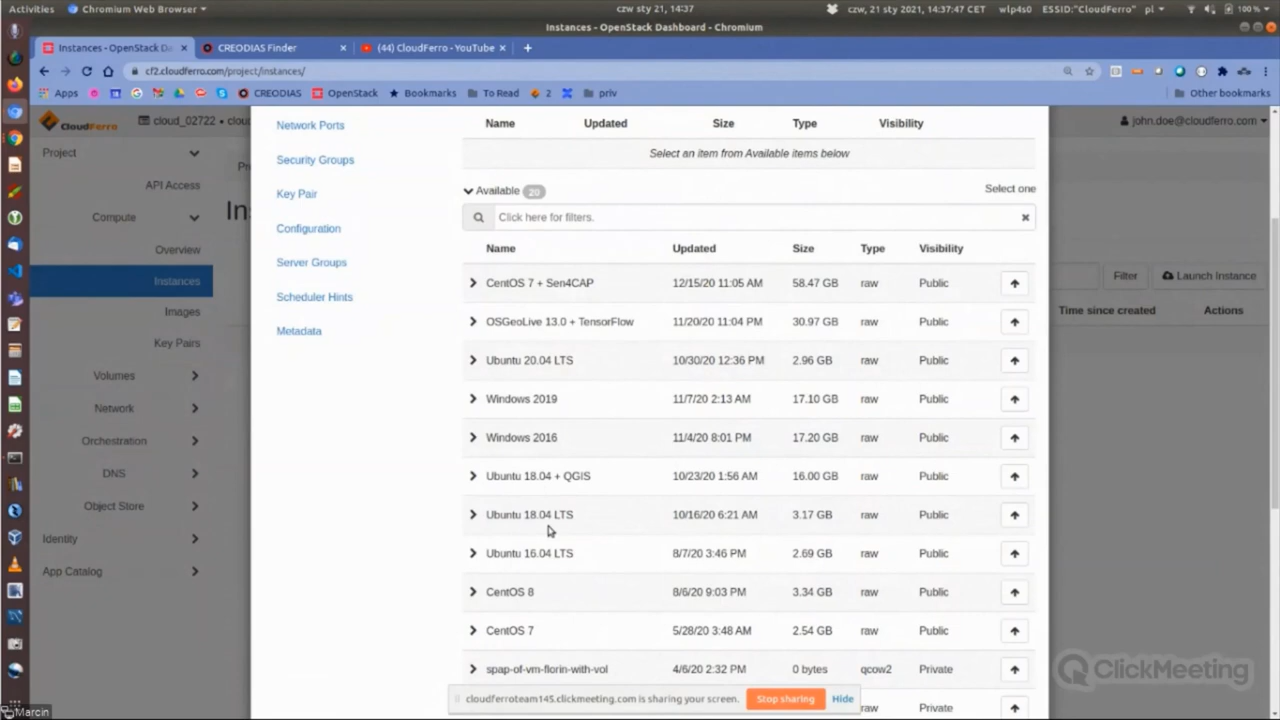 Activities
Chromium Web Browser
czw sty 21, 14:37
czw, 21 sty 2021, 14:37:47 CET
wlp4s0
ESSID:"CloudFerro"
pl
100 %
Instances - OpenStack Dashboard - Chromium
Instances - OpenStack Da
CREODIAS Finder
(44) CloudFerro - YouTube
cf2.cloudferro.com/project/instances/
Apps
CREODIAS
OpenStack
Bookmarks
To Read
2
priv
Other bookmarks
CloudFerro
cloud_02722 • clou
john.doe@cloudferro.com
Project
API Access
Compute
Overview
Instances
Images
Key Pairs
Volumes
Network
Orchestration
DNS
Object Store
Identity
App Catalog
Pr
In
Network Ports
Security Groups
Key Pair
Configuration
Server Groups
Scheduler Hints
Metadata
Name Updated Size Type Visibility
Select an item from Available items below
Available 20
Select one
Click here for filters.
Name Updated Size Type Visibility
CentOS 7 + Sen4CAP 12/15/20 11:05 AM 58.47 GB raw Public
OSGeoLive 13.0 + TensorFlow 11/20/20 11:04 PM 30.97 GB raw Public
Ubuntu 20.04 LTS 10/30/20 12:36 PM 2.96 GB raw Public
Windows 2019 11/7/20 2:13 AM 17.10 GB raw Public
Windows 2016 11/4/20 8:01 PM 17.20 GB raw Public
Ubuntu 18.04 + QGIS 10/23/20 1:56 AM 16.00 GB raw Public
Ubuntu 18.04 LTS 10/16/20 6:21 AM 3.17 GB raw Public
Ubuntu 16.04 LTS 8/7/20 3:46 PM 2.69 GB raw Public
CentOS 8 8/6/20 9:03 PM 3.34 GB raw Public
CentOS 7 5/28/20 3:48 AM 2.54 GB raw Public
spap-of-vm-florin-with-vol 4/6/20 2:32 PM 0 bytes qcow2 Private
raw Private
Filter
Launch Instance
Time since created
Actions
cloudferroteam145.clickmeeting.com is sharing your screen.
Stop sharing
Hide
ClickMeeting
Marcin